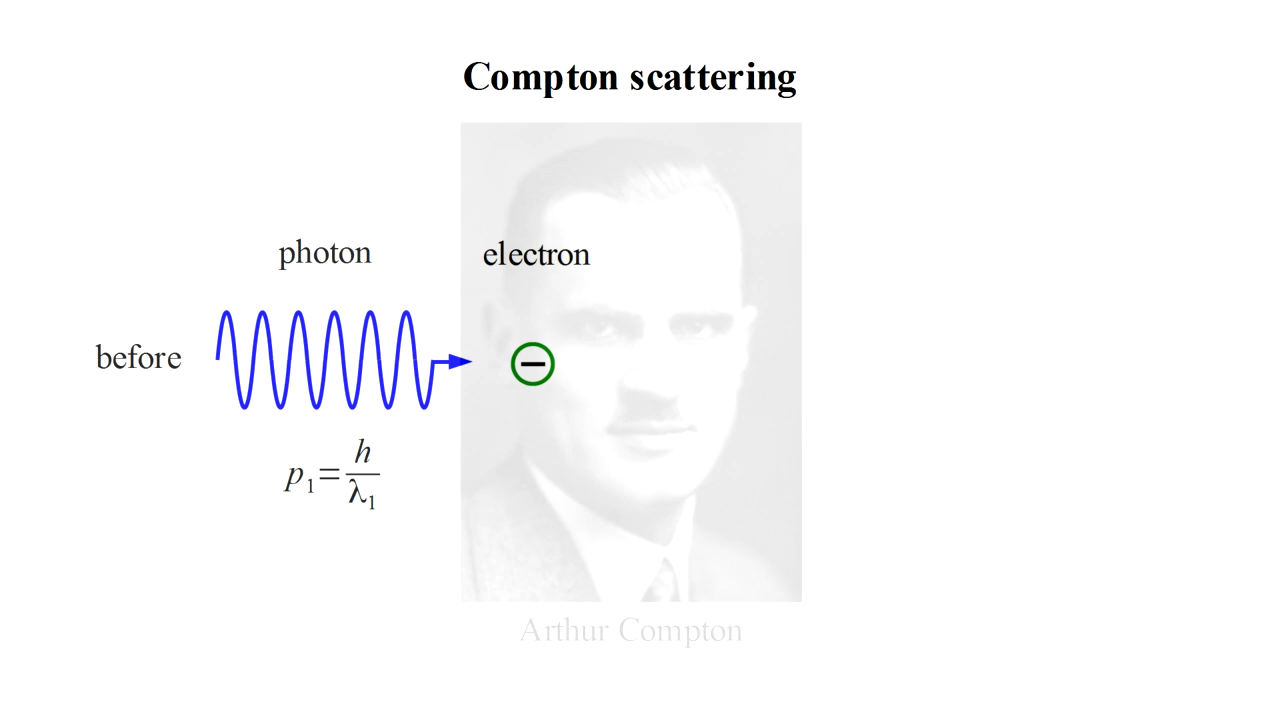 Compton scattering
photon
electron
before
−
p₁ = h/λ₁
Arthur Compton